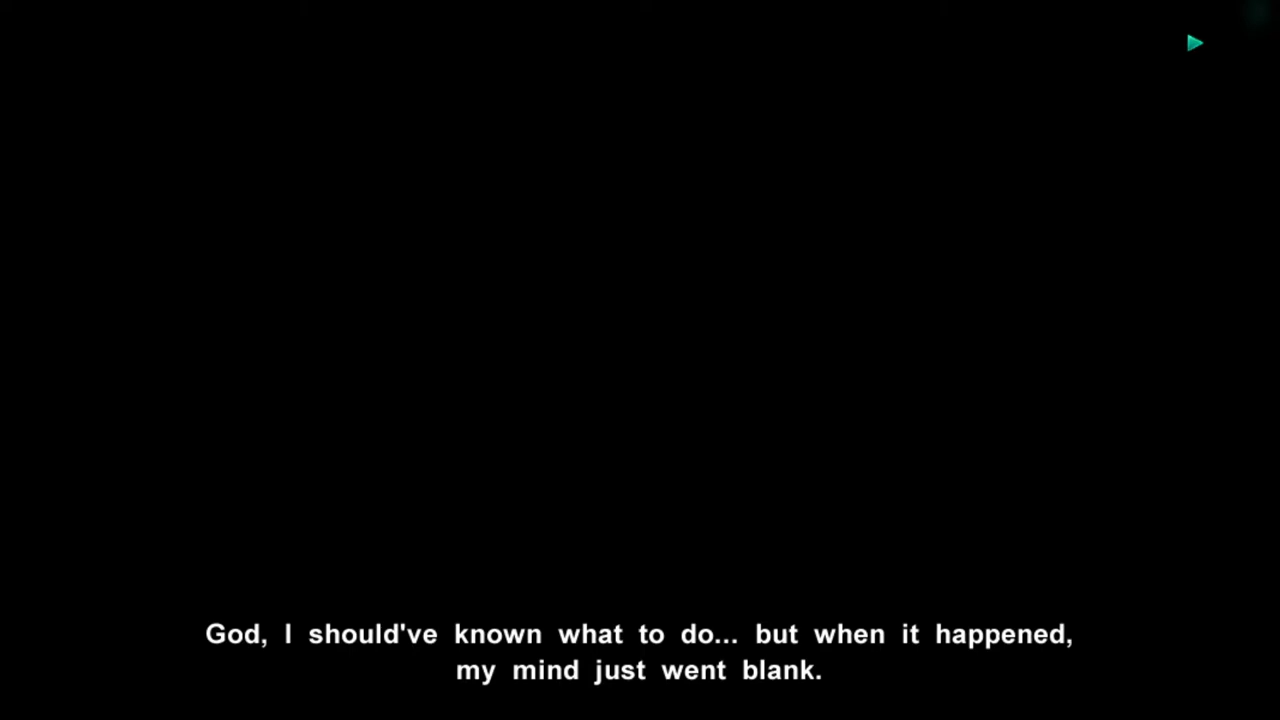 God, I should've known what to do... but when it happened,
my mind just went blank.